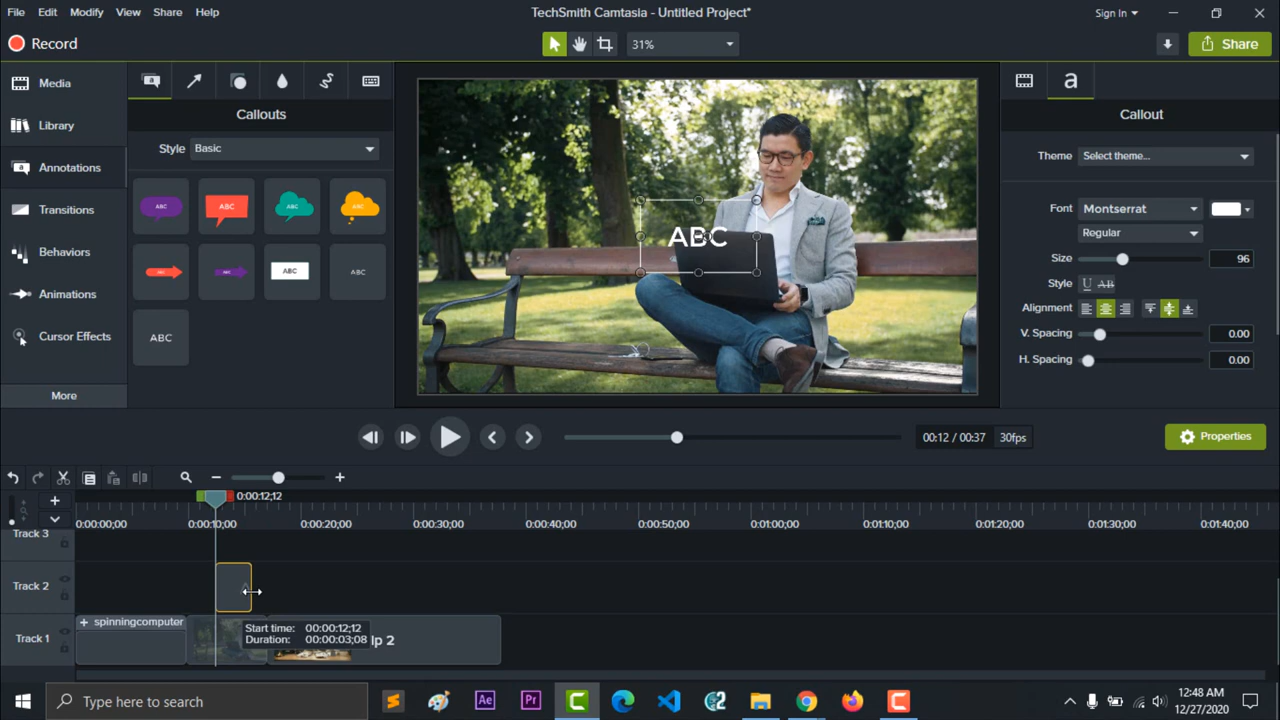 File Edit Modify View Share Help
TechSmith Camtasia - Untitled Project*
Sign In
Record
31%
Share
Media
Library
Annotations
Transitions
Behaviors
Animations
Cursor Effects
More
Callouts
Style Basic
ABC ABC ABC ABC
ABC ABC
ABC
ABC
a
Callout
Theme Select theme...
Font Montserrat
Regular
Size 96
Style U AB
Alignment
V. Spacing 0.00
H. Spacing 0.00
00:12 / 00:37 30fps
Properties
0:00:12;12
0:00:00;00 0:00:10;00 0:00:20;00 0:00:30;00 0:00:40;00 0:00:50;00 0:01:00;00 0:01:10;00 0:01:20;00 0:01:30;00 0:01:40;00
Track 3
Track 2
Track 1
+ spinningcomputer
Start time: 00:00:12;12
Duration: 00:00:03;08
lp 2
Type here to search
Ae Pr
12:48 AM
12/27/2020